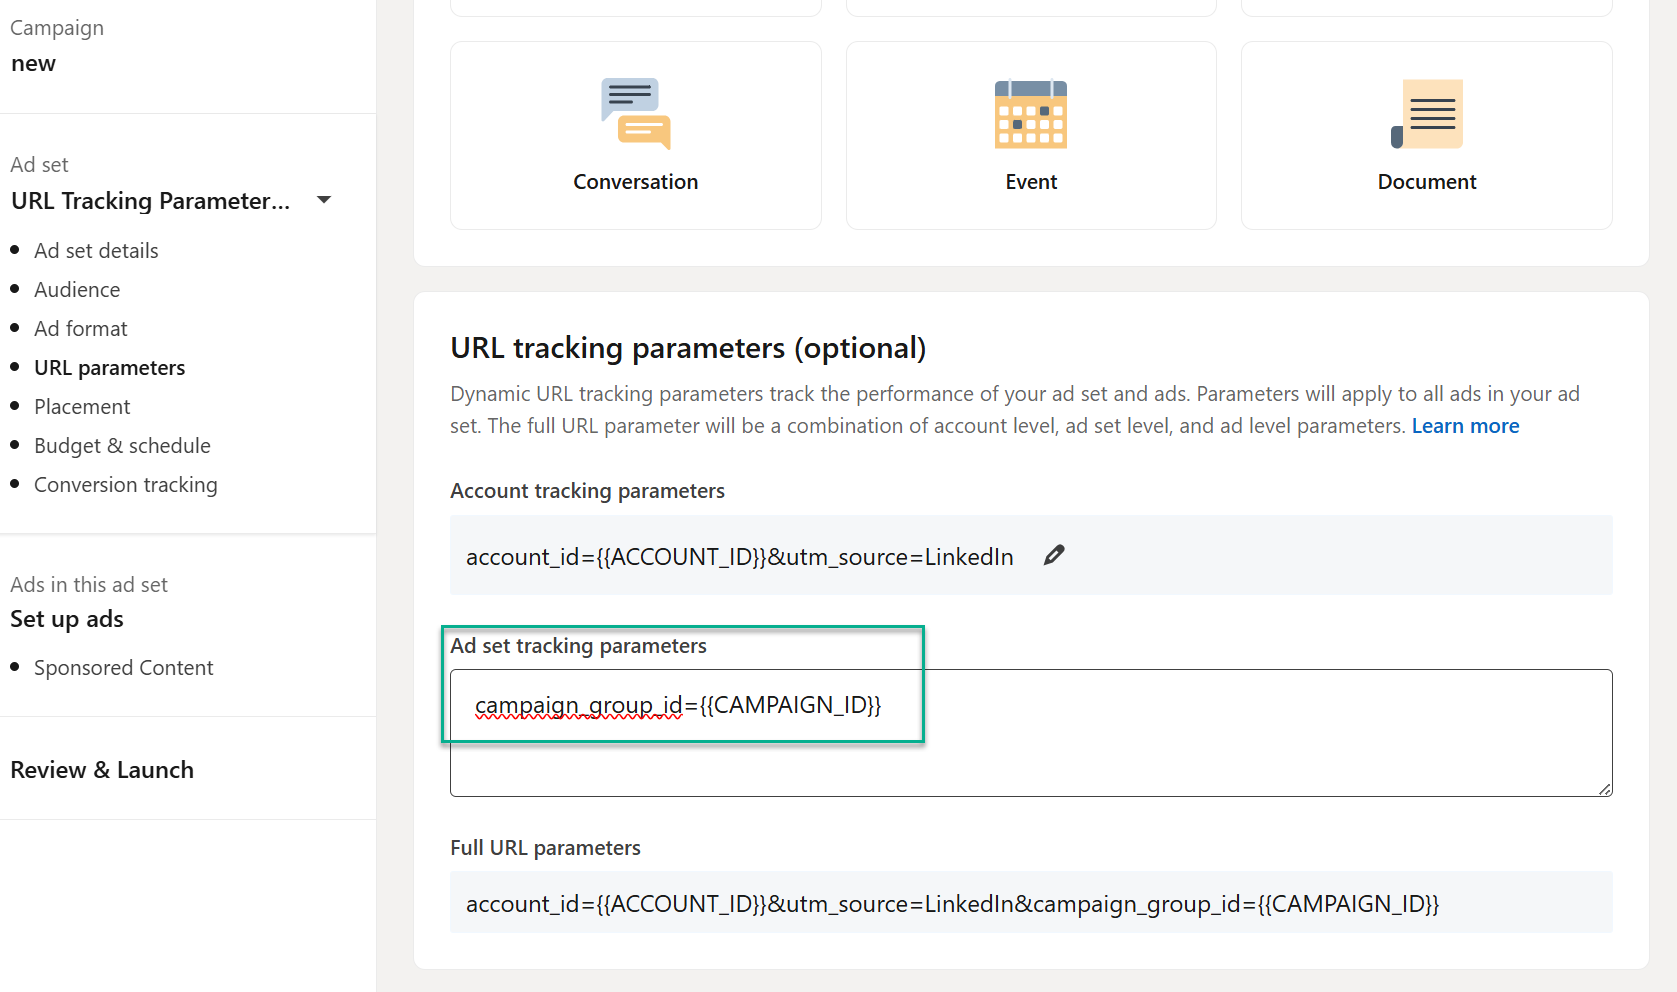 Campaign
new
Ad set
URL Tracking Parameter...
Ad set details
Audience
Ad format
URL parameters
Placement
Budget & schedule
Conversion tracking
Ads in this ad set
Set up ads
Sponsored Content
Review & Launch
Conversation
Event
Document
URL tracking parameters (optional)
Dynamic URL tracking parameters track the performance of your ad set and ads. Parameters will apply to all ads in your ad
set. The full URL parameter will be a combination of account level, ad set level, and ad level parameters. Learn more
Account tracking parameters
account_id={{ACCOUNT_ID}}&utm_source=LinkedIn
Ad set tracking parameters
campaign_group_id={{CAMPAIGN_ID}}
Full URL parameters
account_id={{ACCOUNT_ID}}&utm_source=LinkedIn&campaign_group_id={{CAMPAIGN_ID}}